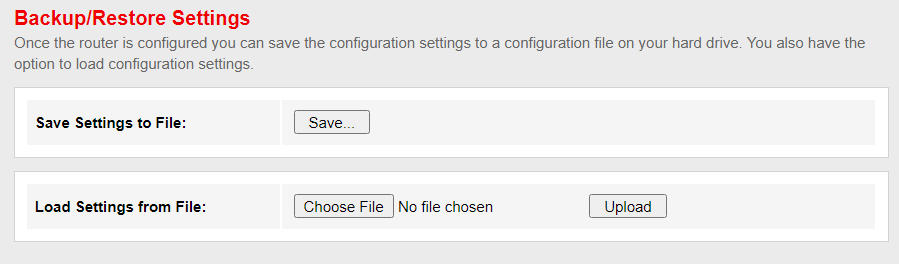 Backup/Restore Settings
Once the router is configured you can save the configuration settings to a configuration file on your hard drive. You also have the
option to load configuration settings.
Save Settings to File: Save...
Load Settings from File: Choose File No file chosen Upload